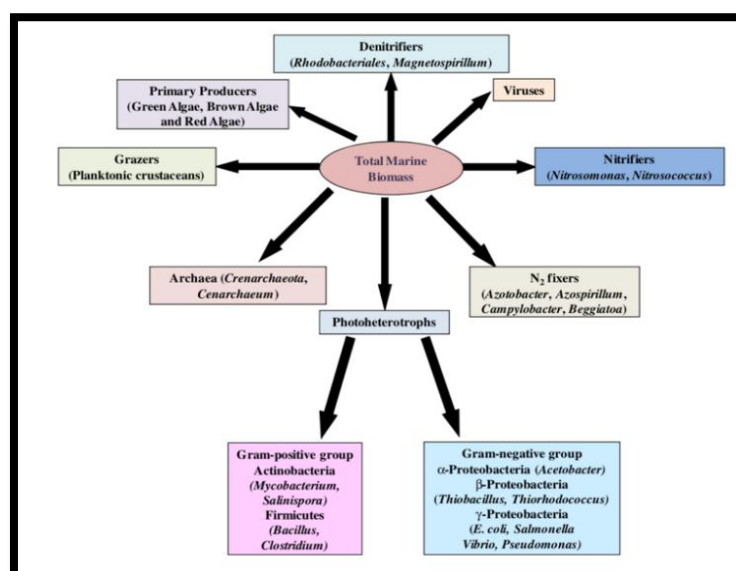 Denitrifiers
(Rhodobacteriales, Magnetospirillum)
Primary Producers
(Green Algae, Brown Algae
and Red Algae)
Viruses
Grazers
(Planktonic crustaceans)
Total Marine
Biomass
Nitrifiers
(Nitrosomonas, Nitrosococcus)
Archaea (Crenarchaeota,
Cenarchaeum)
N₂ fixers
(Azotobacter, Azospirillum,
Campylobacter, Beggiatoa)
Photoheterotrophs
Gram-positive group
Actinobacteria
(Mycobacterium,
Salinispora)
Firmicutes
(Bacillus,
Clostridium)
Gram-negative group
α-Proteobacteria (Acetobacter)
β-Proteobacteria
(Thiobacillus, Thiorhodococcus)
γ-Proteobacteria
(E. coli, Salmonella
Vibrio, Pseudomonas)